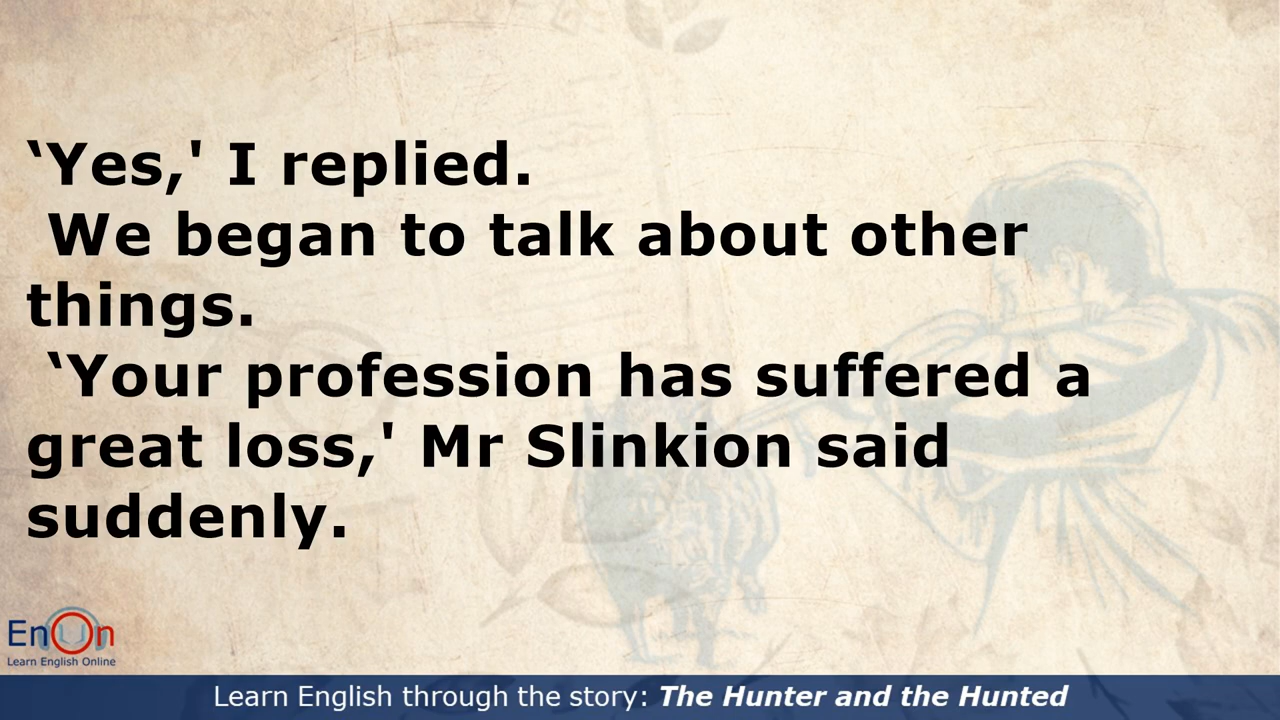 ‘Yes,' I replied.
We began to talk about other
things.
‘Your profession has suffered a
great loss,' Mr Slinkion said
suddenly.
EnOn
Learn English Online
Learn English through the story: The Hunter and the Hunted